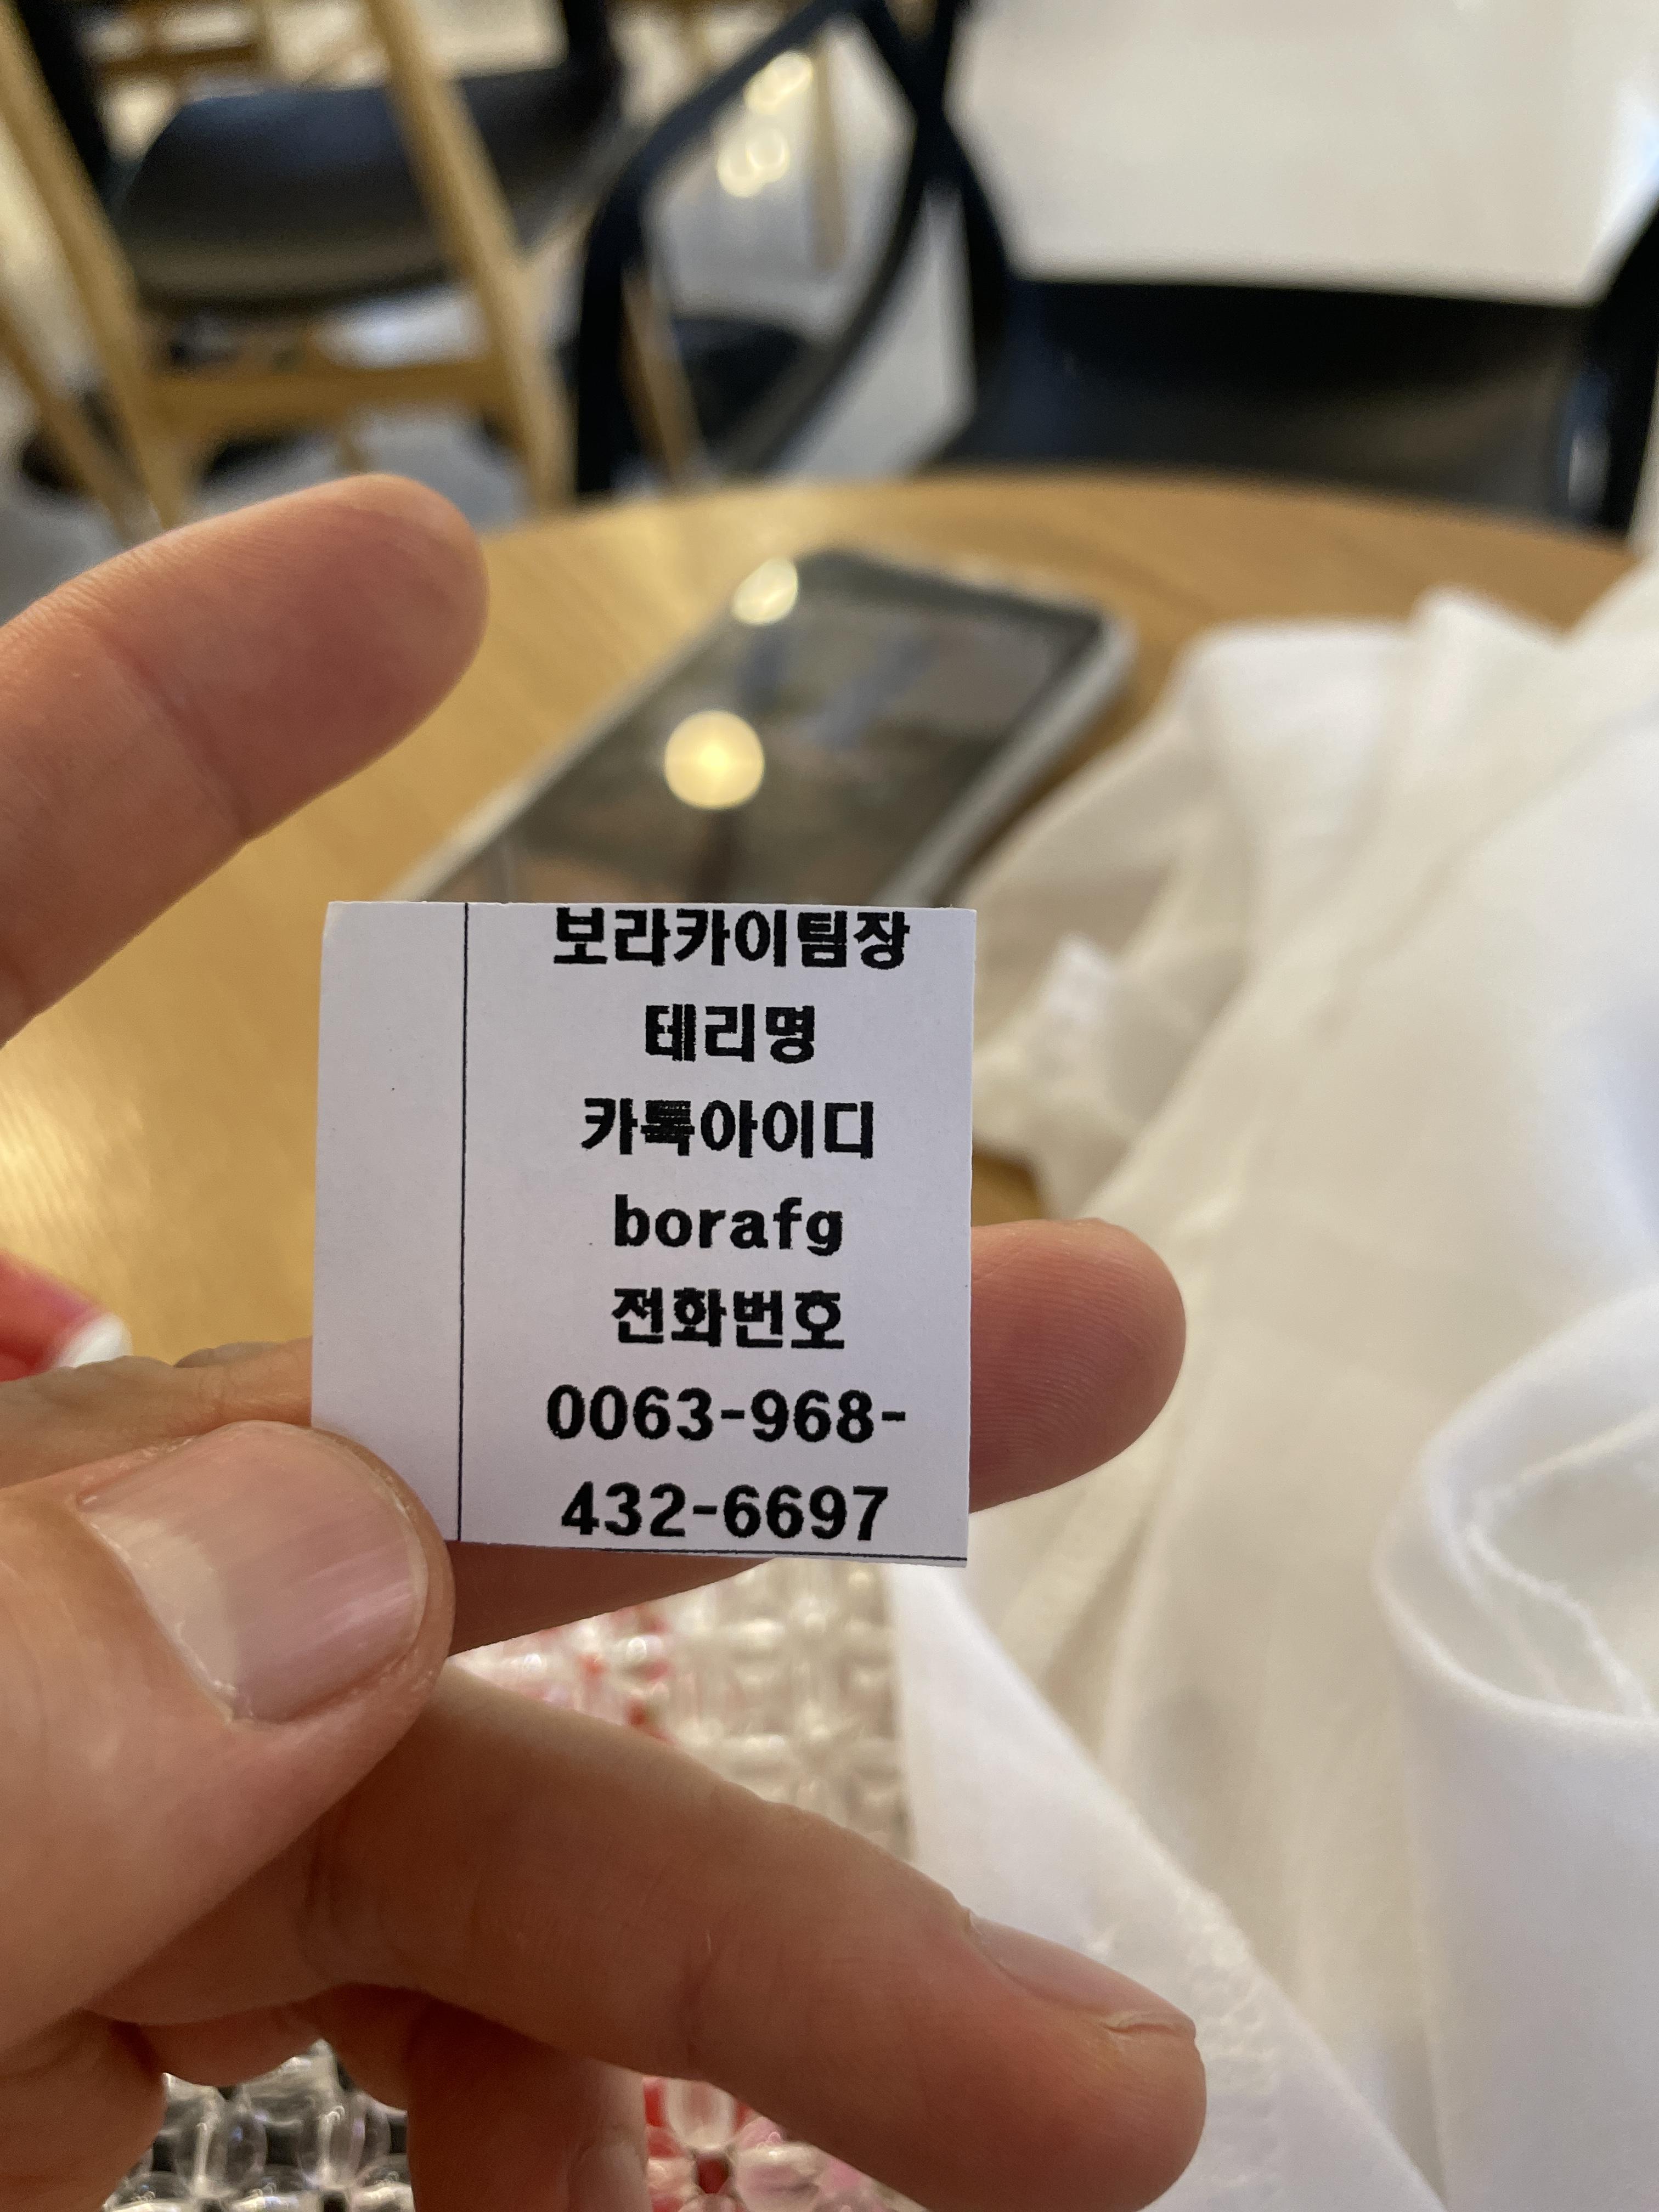 보라카이팀장
테리명
카톡아이디
borafg
전화번호
0063-968-
432-6697